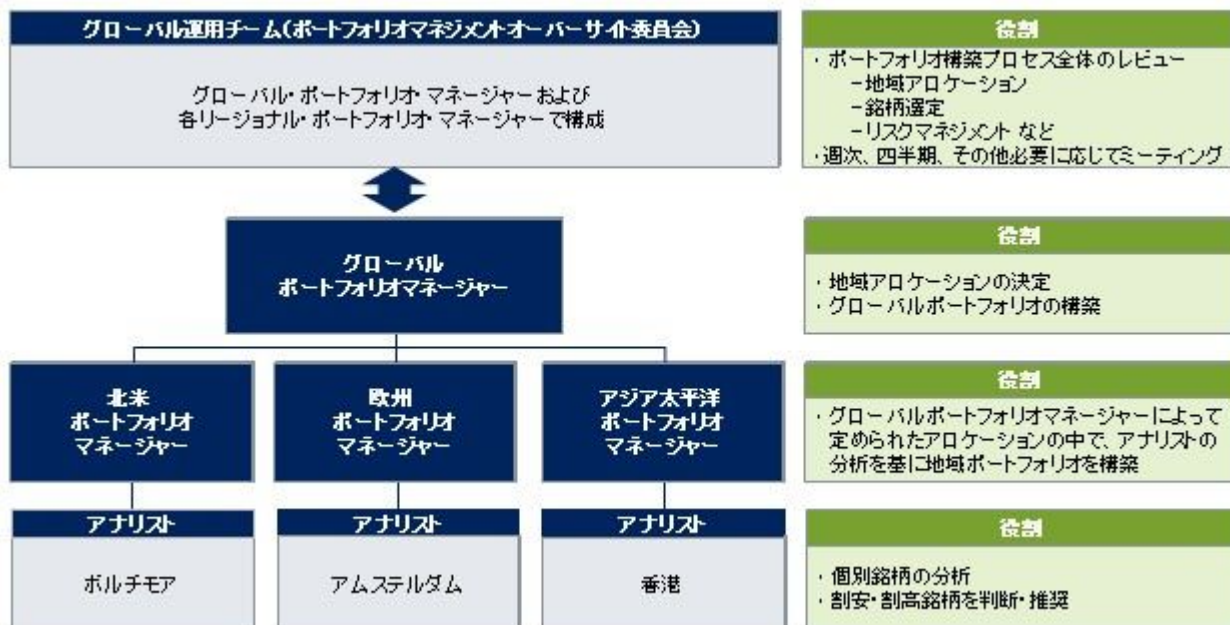 グローバル運用チーム(ポートフォリオマネジメントオーバーサイト委員会)
グローバル・ポートフォリオ・マネージャーおよび
各リージョナル・ポートフォリオ・マネージャーで構成
役割
・ポートフォリオ構築プロセス全体のレビュー
－地域アロケーション
－銘柄選定
－リスクマネジメント など
・週次、四半期、その他必要に応じてミーティング
グローバル
ポートフォリオマネージャー
役割
・地域アロケーションの決定
・グローバルポートフォリオの構築
北米
ポートフォリオ
マネージャー
欧州
ポートフォリオ
マネージャー
アジア太平洋
ポートフォリオ
マネージャー
役割
・グローバルポートフォリオマネージャーによって
定められたアロケーションの中で、アナリストの
分析を基に地域ポートフォリオを構築
アナリスト
ボルチモア
アナリスト
アムステルダム
アナリスト
香港
役割
・個別銘柄の分析
・割安・割高銘柄を判断・推奨